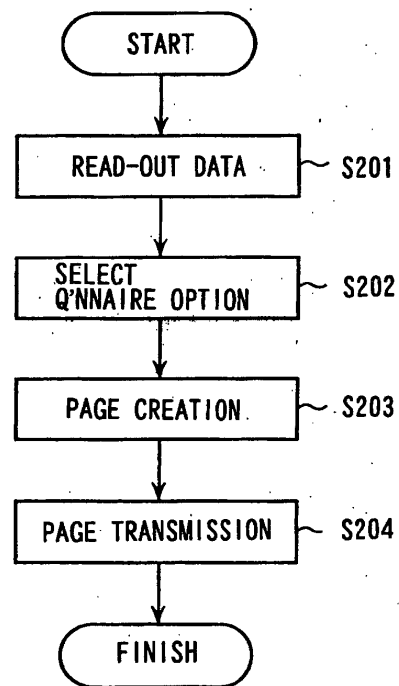 START
READ-OUT DATA
S201
SELECT
Q'NNAIRE OPTION
S202
PAGE CREATION
S203
PAGE TRANSMISSION
S204
FINISH